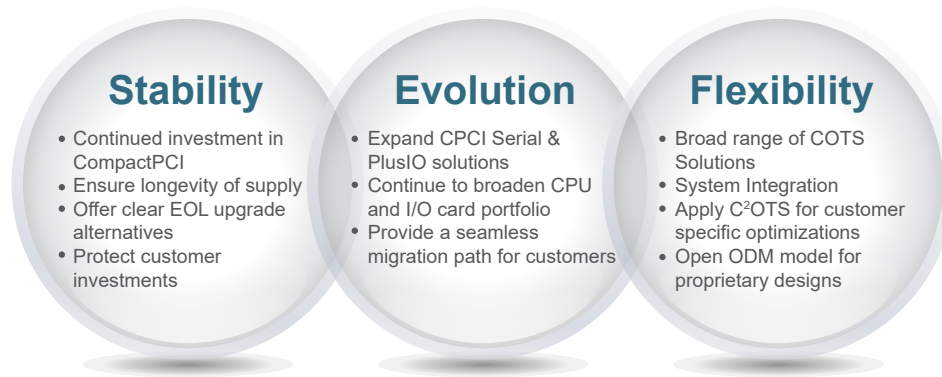 Stability
• Continued investment in
CompactPCI
• Ensure longevity of supply
• Offer clear EOL upgrade
alternatives
• Protect customer
investments
Evolution
• Expand CPCI Serial &
PlusIO solutions
• Continue to broaden CPU
and I/O card portfolio
• Provide a seamless
migration path for customers
Flexibility
• Broad range of COTS
Solutions
• System Integration
• Apply C²OTS for customer
specific optimizations
• Open ODM model for
proprietary designs